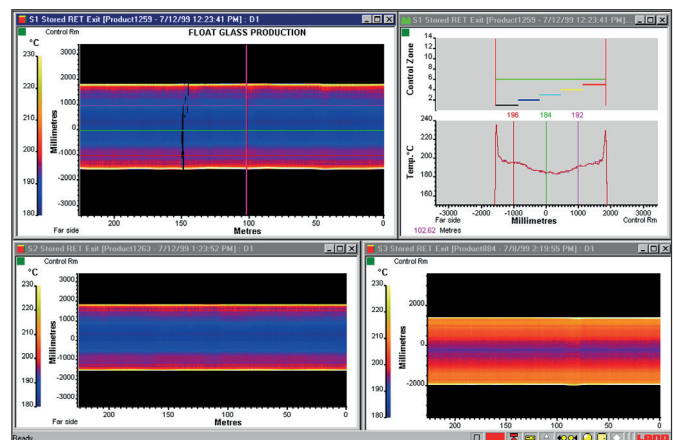 S1 Stored RET Exit [Product1259 - 7/12/99 12:23:41 PM] : D1
Control Rm
FLOAT GLASS PRODUCTION
°C
230
220
210
200
190
180
Millimetres
3000
2000
1000
0
-1000
-2000
-3000
200
150
100
50
0
Far side
Metres
S1 Stored RET Exit [Product1259 - 7/12/99 12:23:41 PM]...
Control Zone
14
12
10
8
6
4
2
196
184
192
Temp.°C
240
220
200
180
160
-3000
-2000
-1000
0
1000
2000
3000
Far side
Millimetres
Control Rm
102.62 Metres
S2 Stored RET Exit [Product1263 - 7/12/99 1:23:52 PM] : D1
Control Rm
°C
230
220
210
200
190
180
Millimetres
3000
2000
1000
0
-1000
-2000
-3000
200
150
100
50
0
Far side
Metres
S3 Stored RET Exit [Product884 - 7/8/99 2:19:55 PM] : D1
Control Rm
°C
230
220
210
200
190
180
Millimetres
2000
0
-2000
200
150
100
50
0
Metres
Ready
LAND